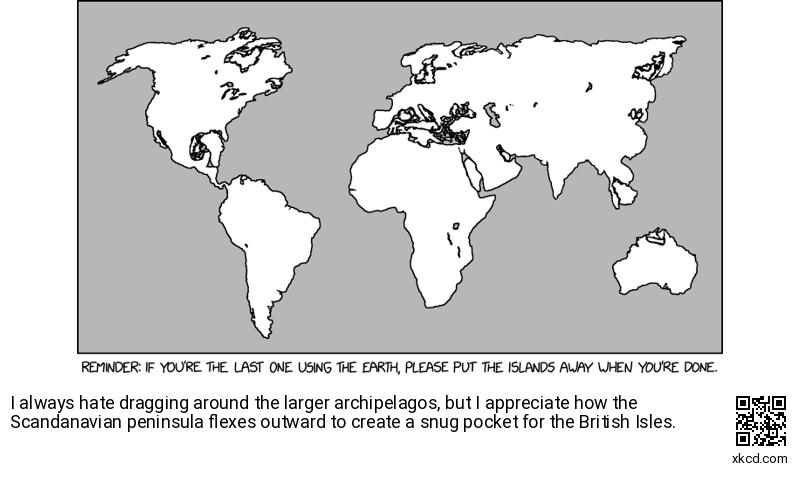 REMINDER: IF YOU'RE THE LAST ONE USING THE EARTH, PLEASE PUT THE ISLANDS AWAY WHEN YOU'RE DONE.
I always hate dragging around the larger archipelagos, but I appreciate how the
Scandanavian peninsula flexes outward to create a snug pocket for the British Isles.
xkcd.com